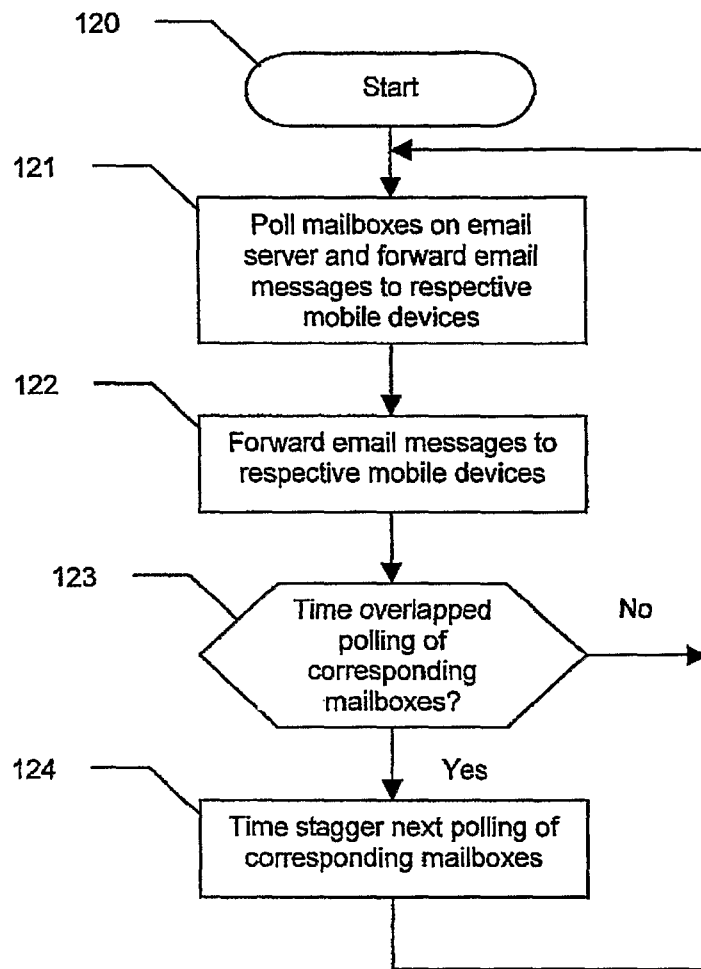 120
Start
121
Poll mailboxes on email
server and forward email
messages to respective
mobile devices
122
Forward email messages to
respective mobile devices
123
Time overlapped
polling of
corresponding
mailboxes?
No
Yes
124
Time stagger next polling of
corresponding mailboxes